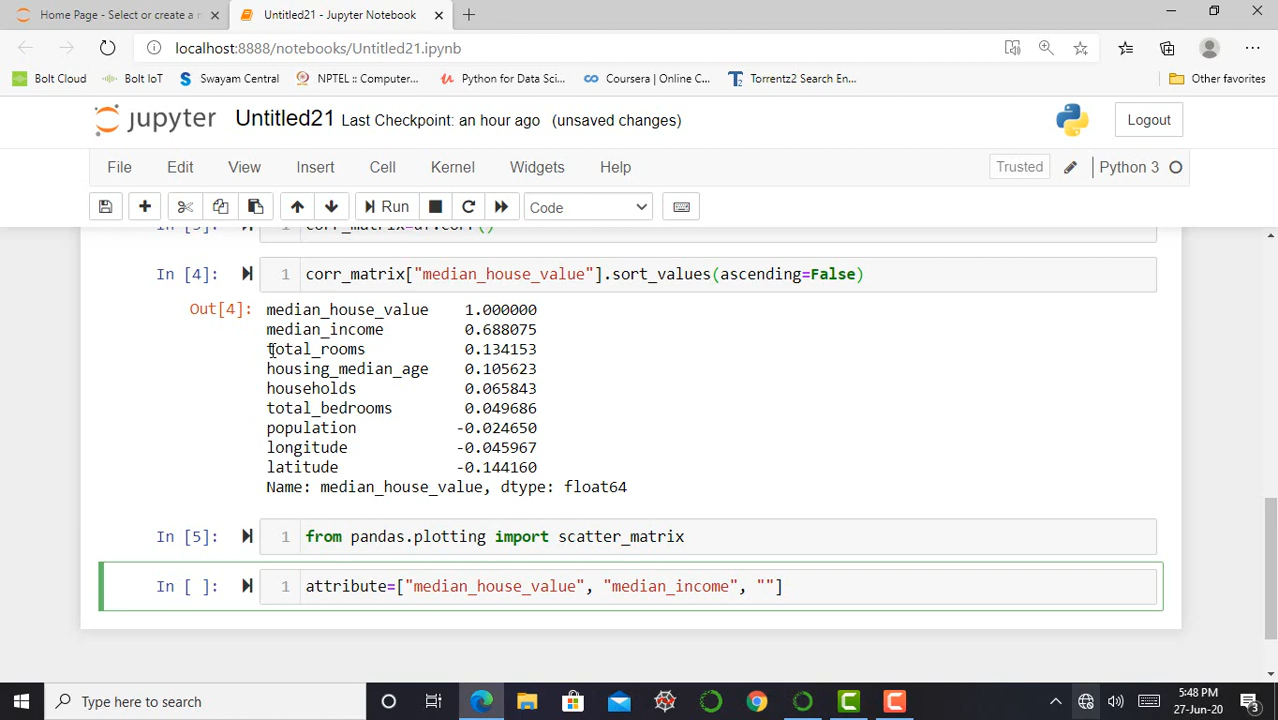 Home Page - Select or create a n
Untitled21 - Jupyter Notebook
localhost:8888/notebooks/Untitled21.ipynb
Bolt Cloud
Bolt IoT
Swayam Central
NPTEL :: Computer...
Python for Data Sci...
Coursera | Online C...
Torrentz2 Search En...
Other favorites
jupyter Untitled21 Last Checkpoint: an hour ago (unsaved changes)
Logout
File Edit View Insert Cell Kernel Widgets Help
Trusted
Python 3
Run
Code
In [4]: 1 corr_matrix["median_house_value"].sort_values(ascending=False)
Out[4]: median_house_value 1.000000
median_income 0.688075
total_rooms 0.134153
housing_median_age 0.105623
households 0.065843
total_bedrooms 0.049686
population -0.024650
longitude -0.045967
latitude -0.144160
Name: median_house_value, dtype: float64
In [5]: 1 from pandas.plotting import scatter_matrix
In [ ]: 1 attribute=["median_house_value", "median_income", ""]
Type here to search
5:48 PM
27-Jun-20
3